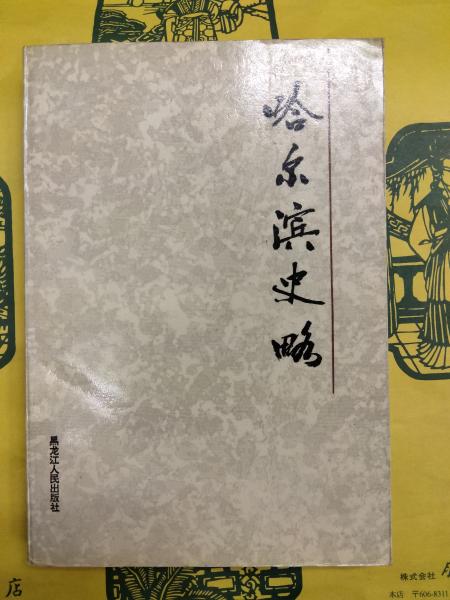 哈尔滨史略
黑龙江人民出版社
店
株式会社
本店 〒606-8311